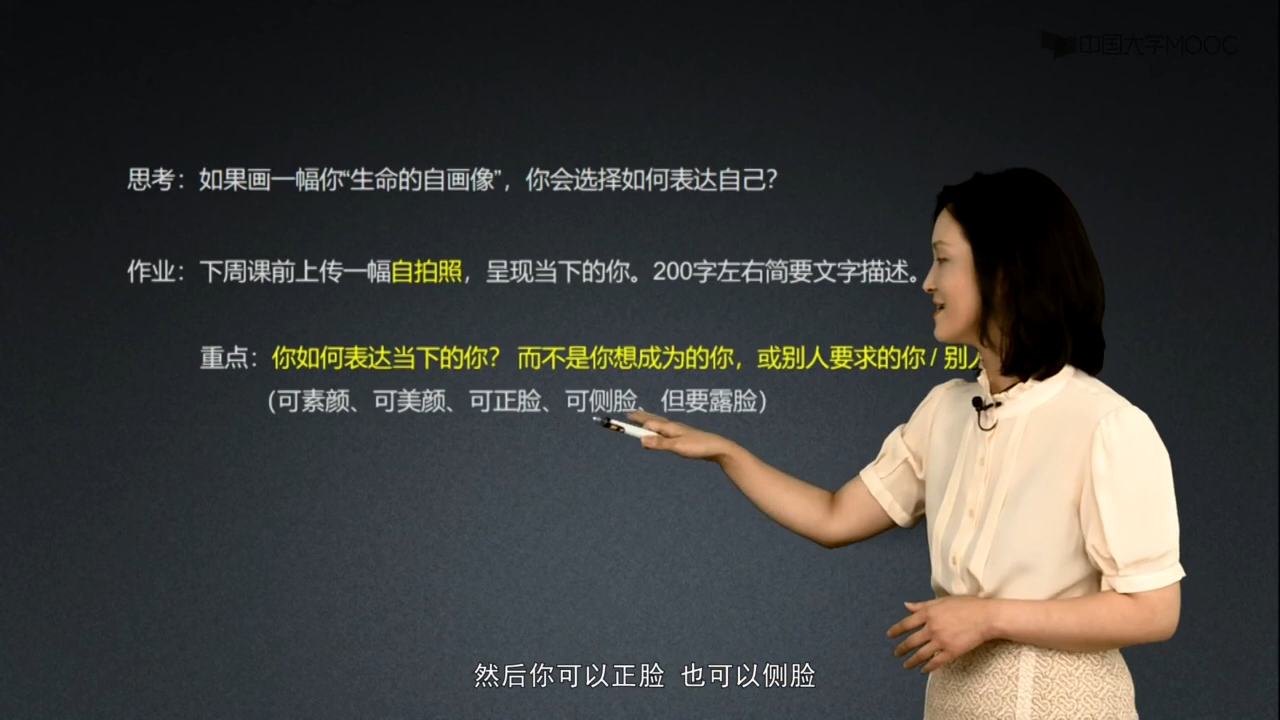 中国大学MOOC
思考：如果画一幅你“生命的自画像”，你会选择如何表达自己？
作业：下周课前上传一幅自拍照，呈现当下的你。200字左右简要文字描述。
重点：你如何表达当下的你？ 而不是你想成为的你，或别人要求的你 / 别
（可素颜、可美颜、可正脸、可侧脸、但要露脸）
然后你可以正脸 也可以侧脸